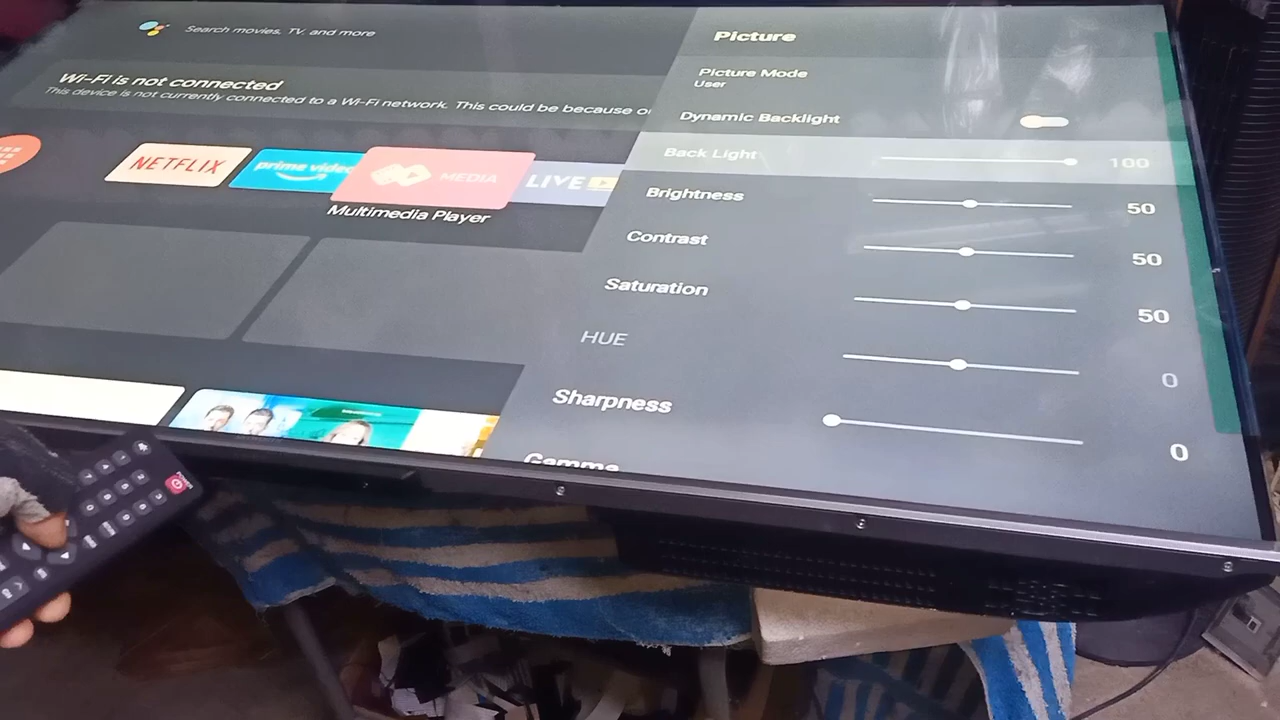 Search movies, TV, and more
Wi-Fi is not connected
This device is not currently connected to a Wi-Fi network. This could be because
NETFLIX
prime video
MEDIA
LIVE
Multimedia Player
Picture
Picture Mode
User
Dynamic Backlight
Back Light 100
Brightness 50
Contrast 50
Saturation 50
HUE 0
Sharpness 0
Gamma